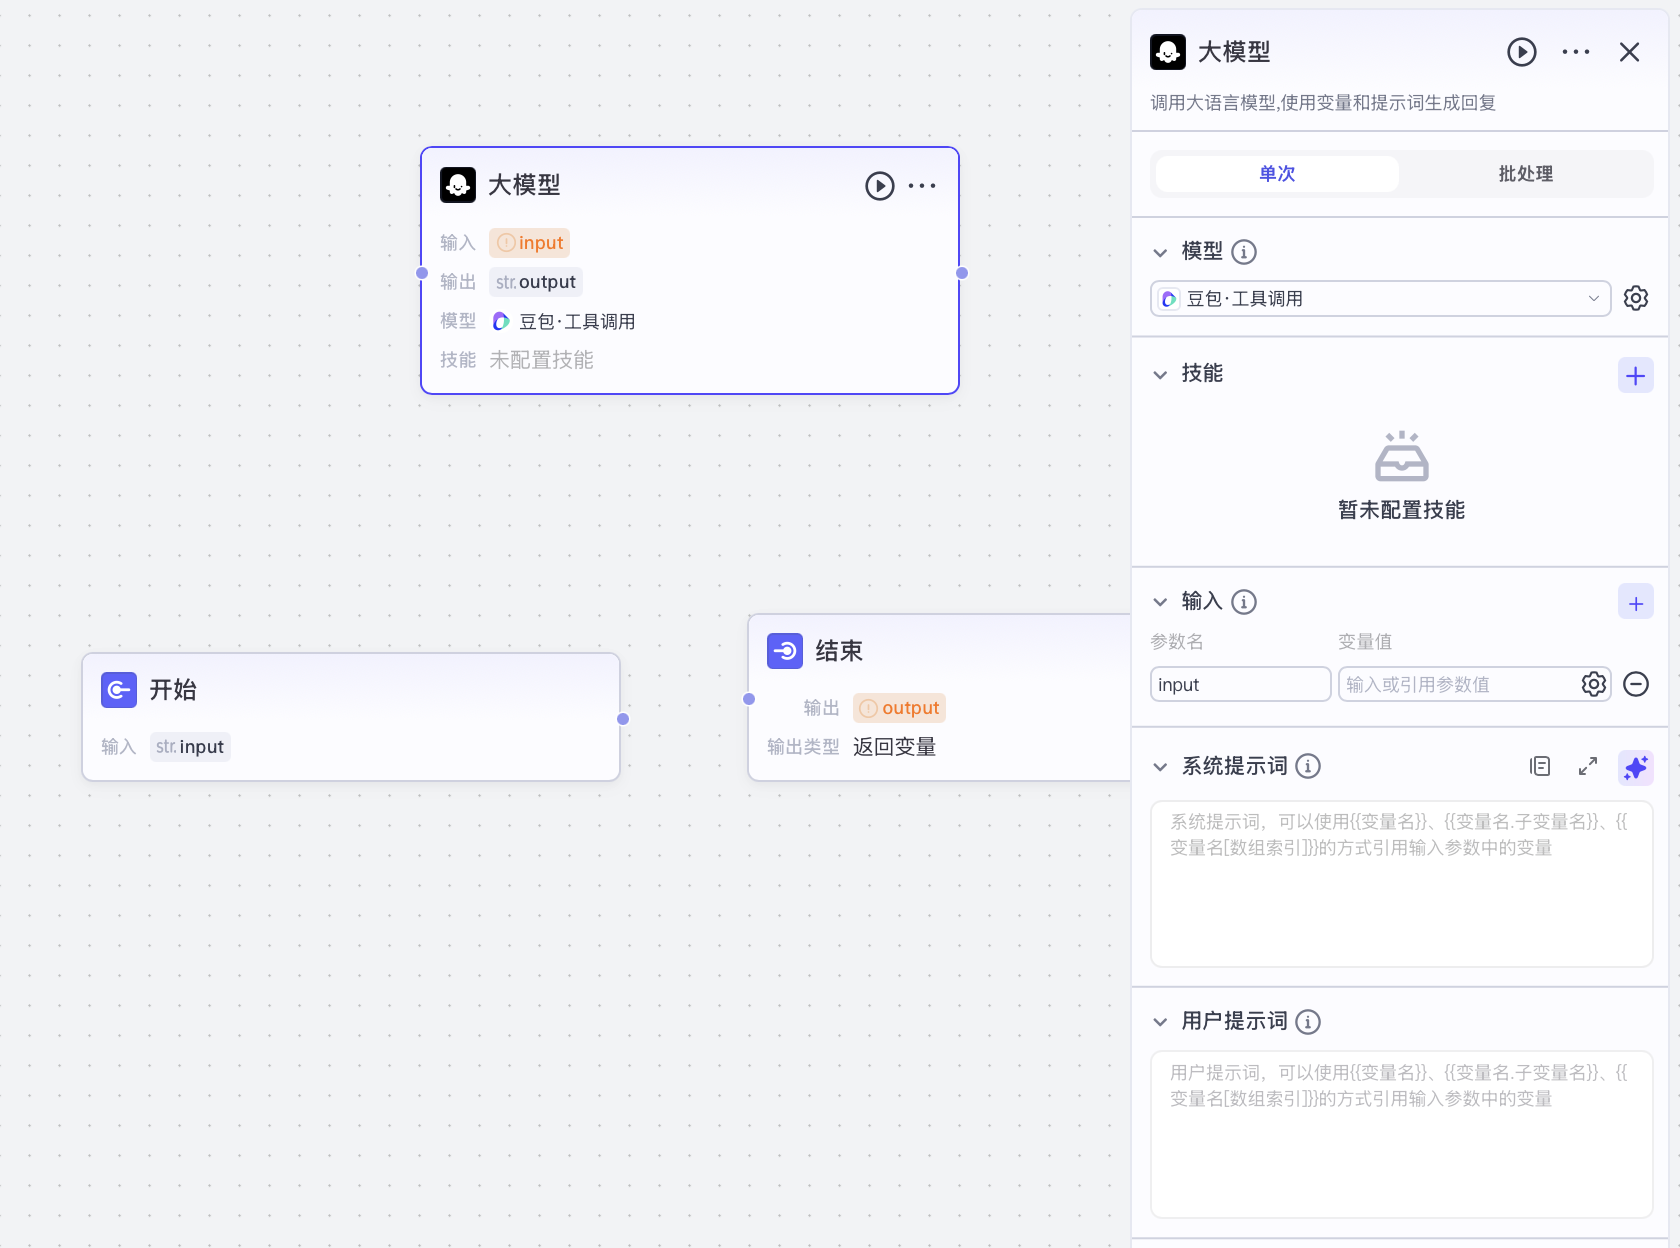 大模型
输入 input
输出 str. output
模型 豆包·工具调用
技能 未配置技能
开始
输入 str. input
结束
输出 output
输出类型 返回变量
大模型
调用大语言模型,使用变量和提示词生成回复
单次 批处理
模型
豆包·工具调用
技能
暂未配置技能
输入
参数名 变量值
input 输入或引用参数值
系统提示词
系统提示词，可以使用{{变量名}}、{{变量名.子变量名}}、{{
变量名[数组索引]}}的方式引用输入参数中的变量
用户提示词
用户提示词，可以使用{{变量名}}、{{变量名.子变量名}}、{{
变量名[数组索引]}}的方式引用输入参数中的变量